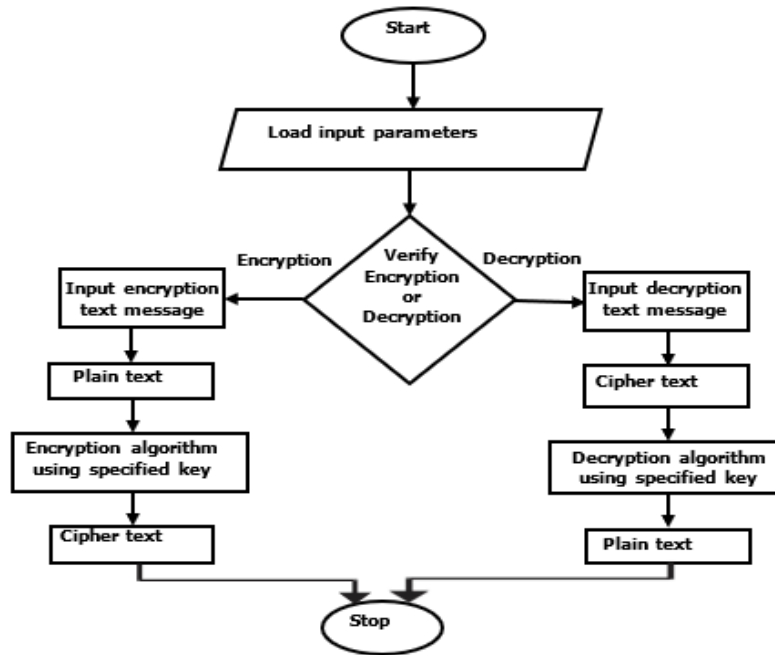 Start
Load input parameters
Encryption
Verify
Encryption
or
Decryption
Decryption
Input encryption
text message
Plain text
Encryption algorithm
using specified key
Cipher text
Input decryption
text message
Cipher text
Decryption algorithm
using specified key
Plain text
Stop